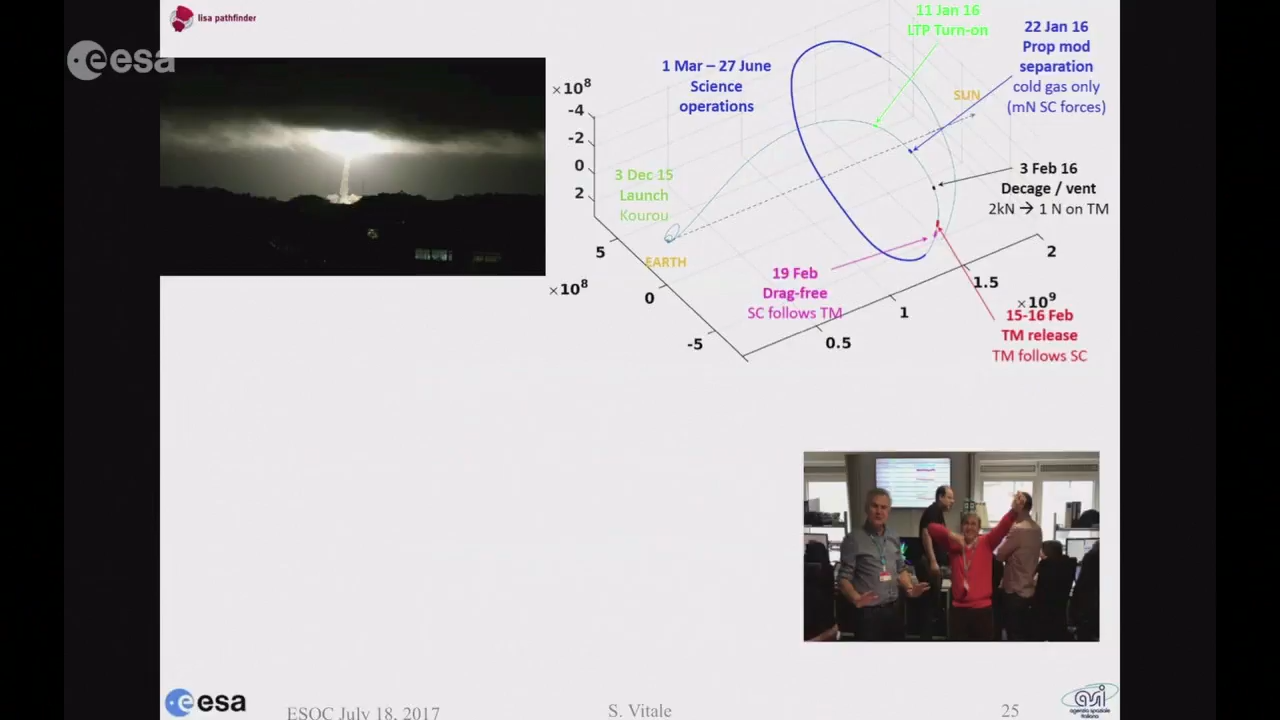 lisa pathfinder
esa
1 Mar – 27 June
Science
operations
11 Jan 16
LTP Turn-on
22 Jan 16
Prop mod
separation
cold gas only
(mN SC forces)
SUN
×10⁸
-4
-2
0
2
3 Dec 15
Launch
Kourou
3 Feb 16
Decage / vent
2kN → 1 N on TM
EARTH
5
0
-5
×10⁸
19 Feb
Drag-free
SC follows TM
0.5
1
1.5
2
×10⁹
15-16 Feb
TM release
TM follows SC
esa
ESOC July 18, 2017
S. Vitale
25
asi
agenzia spaziale
italiana